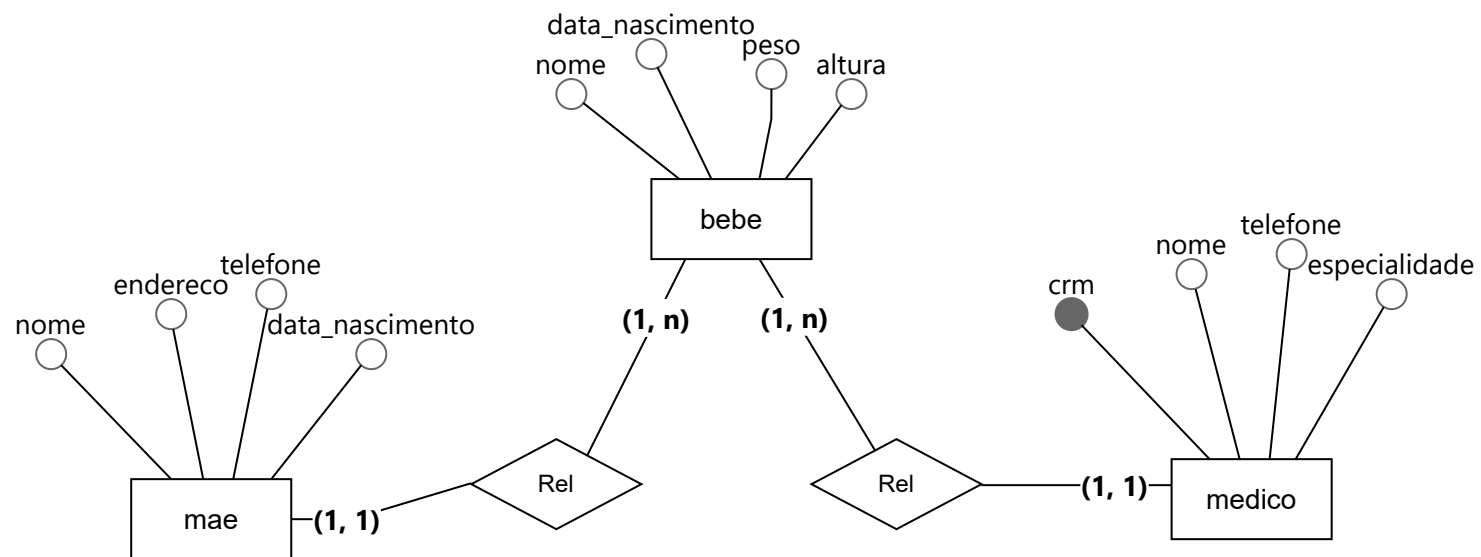 data_nascimento
peso
nome
altura
bebe
telefone
nome
especialidade
telefone
endereco
crm
nome
data_nascimento
(1, n)
(1, n)
Rel
Rel
(1, 1)
(1, 1)
mae
medico